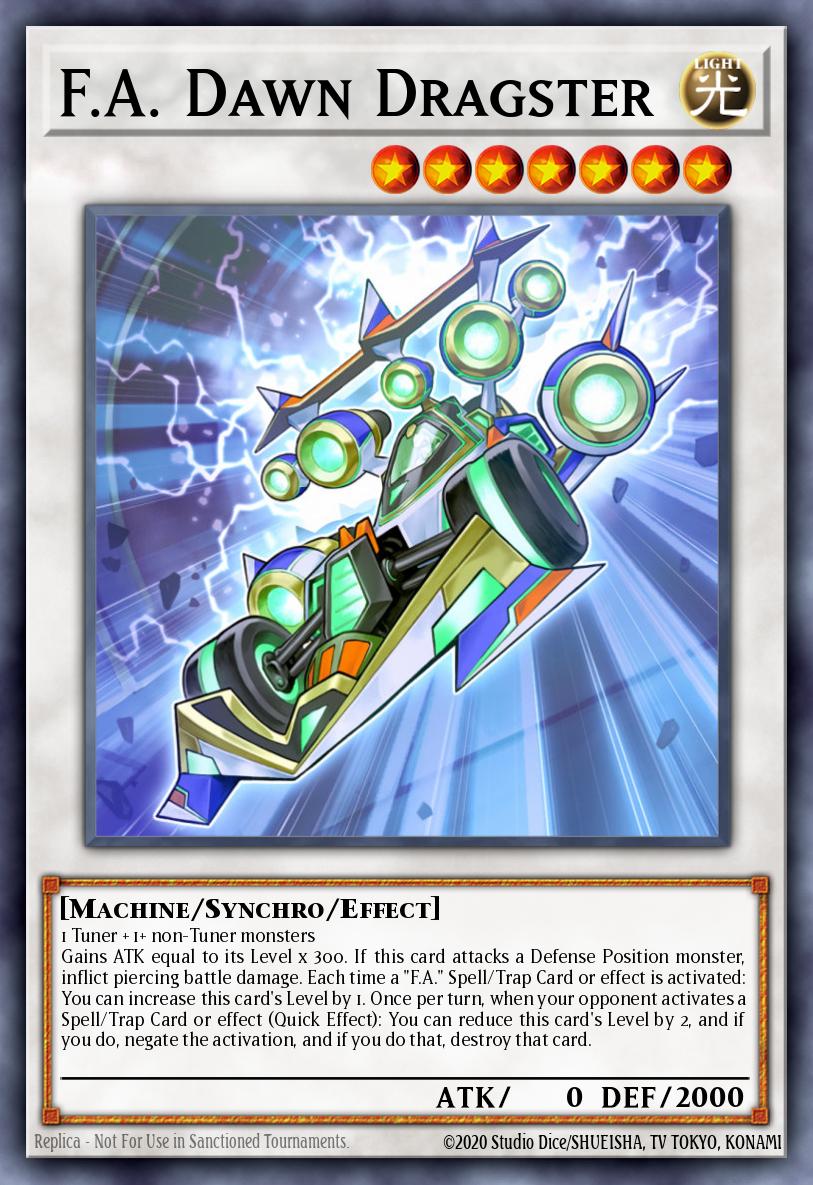 F.A. Dawn Dragster
LIGHT
光
[Machine/Synchro/Effect]
1 Tuner + 1+ non-Tuner monsters
Gains ATK equal to its Level x 300. If this card attacks a Defense Position monster,
inflict piercing battle damage. Each time a "F.A." Spell/Trap Card or effect is activated:
You can increase this card's Level by 1. Once per turn, when your opponent activates a
Spell/Trap Card or effect (Quick Effect): You can reduce this card's Level by 2, and if
you do, negate the activation, and if you do that, destroy that card.
ATK/ 0 DEF/2000
Replica - Not For Use in Sanctioned Tournaments.
©2020 Studio Dice/SHUEISHA, TV TOKYO, KONAMI